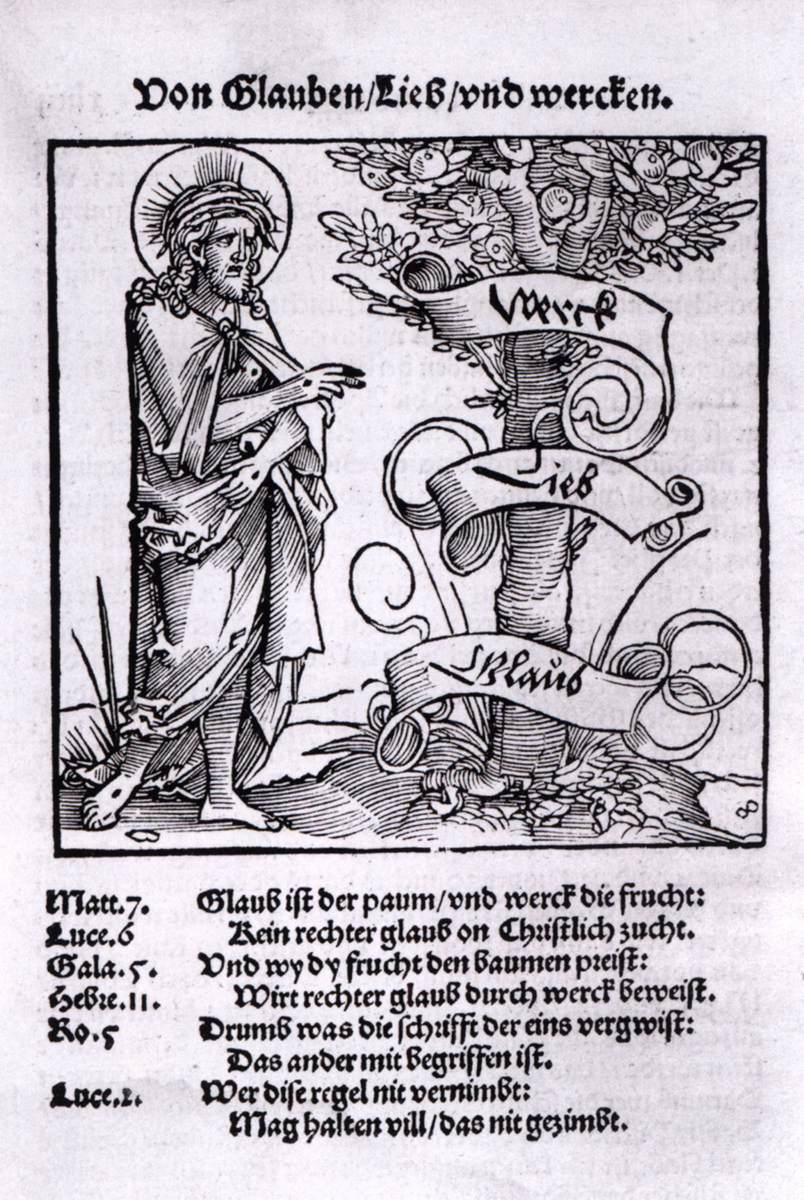 Von Glauben/Lieb/vnd wercken.
Werck
Lieb
Glaub
8
Matt.7. Glaub ist der paum/vnd werck die frucht:
Luce.6 Kein rechter glaub on Christlich zucht.
Gala.5. Vnd wy dy frucht den baumen preist:
Hebre.11. Wirt rechter glaub durch werck beweist.
Ro.5 Drumb was die schrifft der eins vergwist:
Das ander mit begriffen ist.
Luce.1. Wer dise regel nit vernimbt:
Mag halten vill/das nit gezimbt.